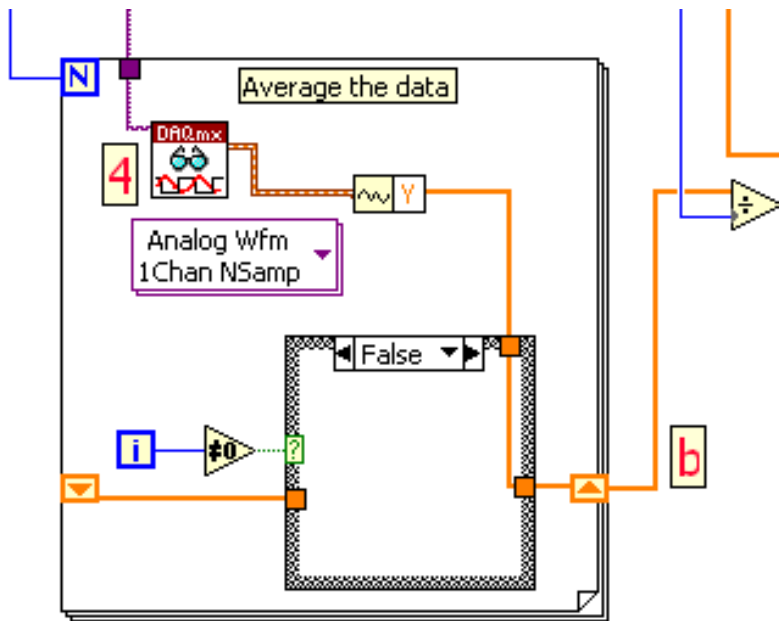 N
Average the data
DAQmx
4
Y
÷
Analog Wfm
1Chan NSamp
False
i
≠0
?
b